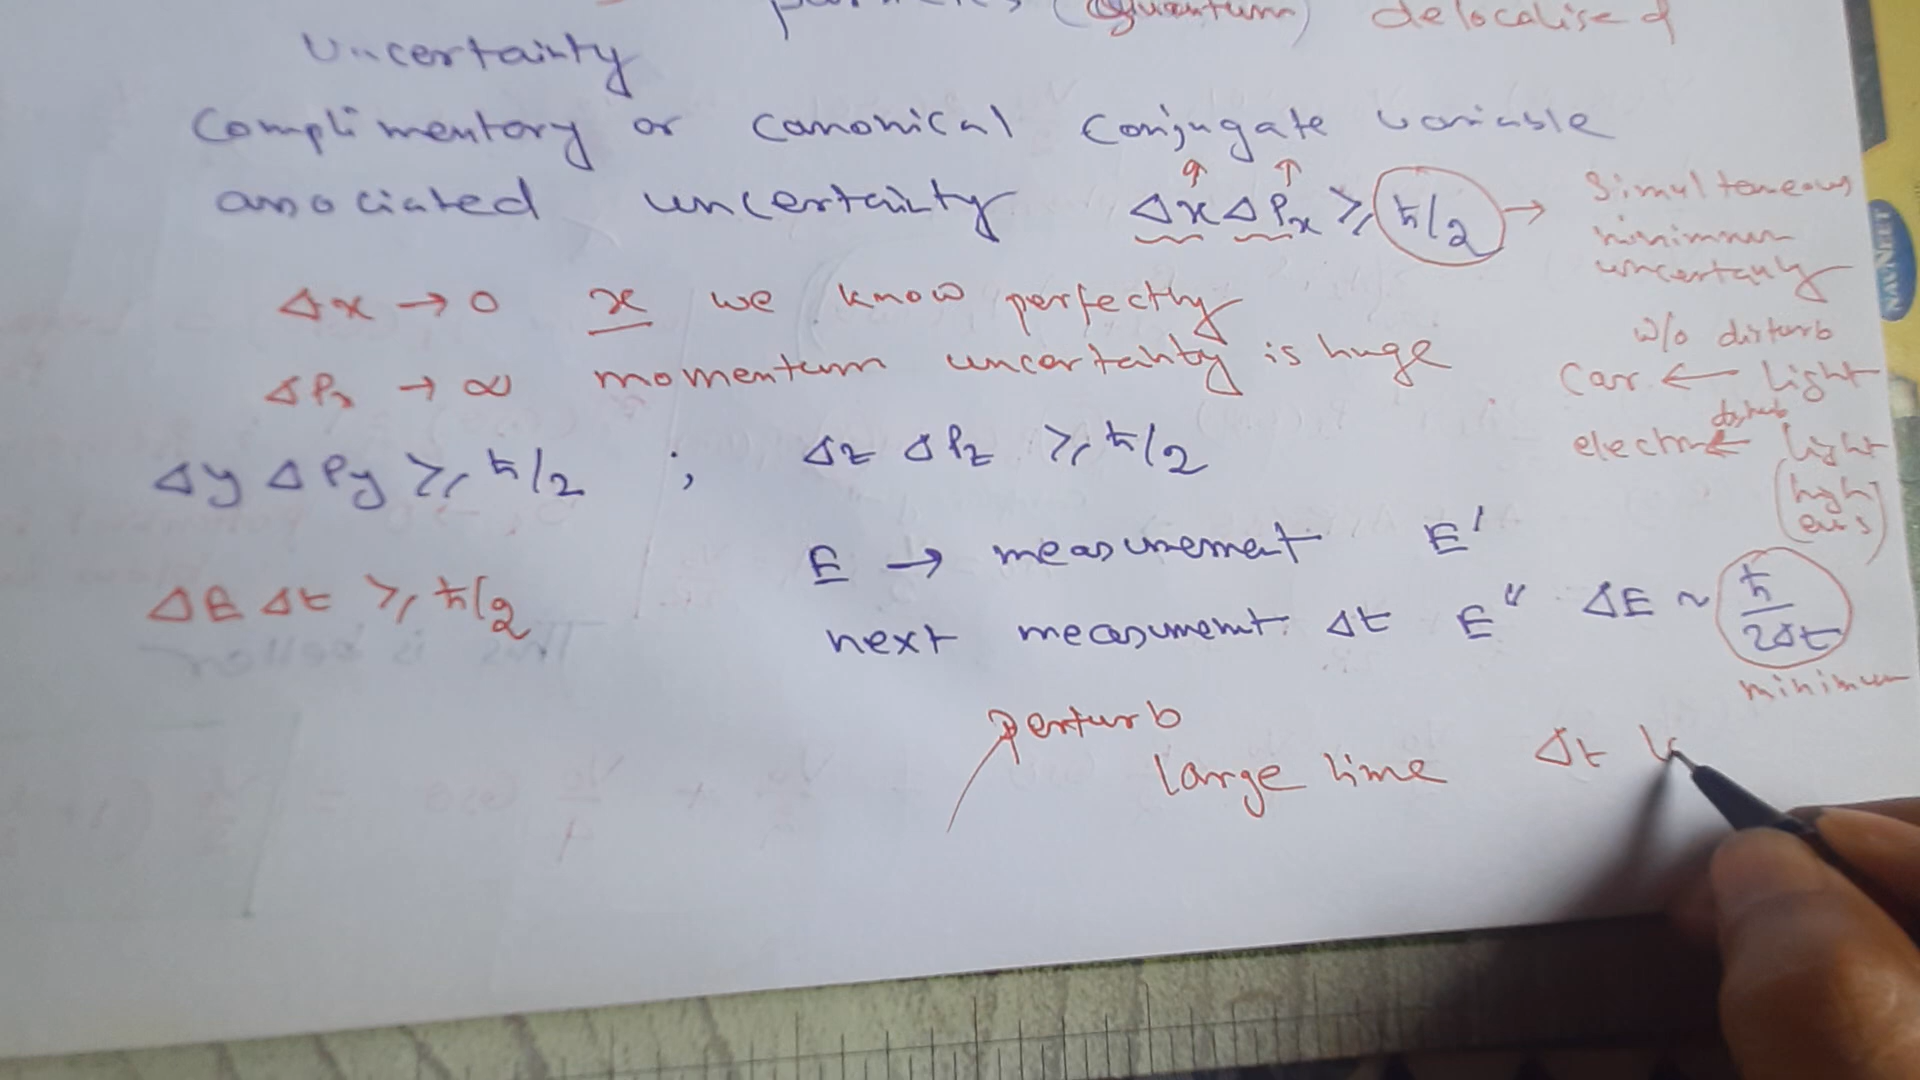 (Quantum) delocalised
Uncertainty
Complimentory or canonical conjugate variable
associated uncertainty Δx ΔPx ≥ ħ/2 → Simultaneous
minimum
uncertainty
Δx → 0 x we know perfectly
w/o disturb
ΔPx → ∞ momentum uncertainty is huge
Car ← light
disturb
Δy ΔPy ≥ ħ/2 ; Δz ΔPz ≥ ħ/2
electron ← light
(high
E → measurement E'
ΔE Δt ≥ ħ/2
next measurement Δt E" ΔE ~ ħ/2Δt
minimum
perturb
large time Δt
NAVNEET